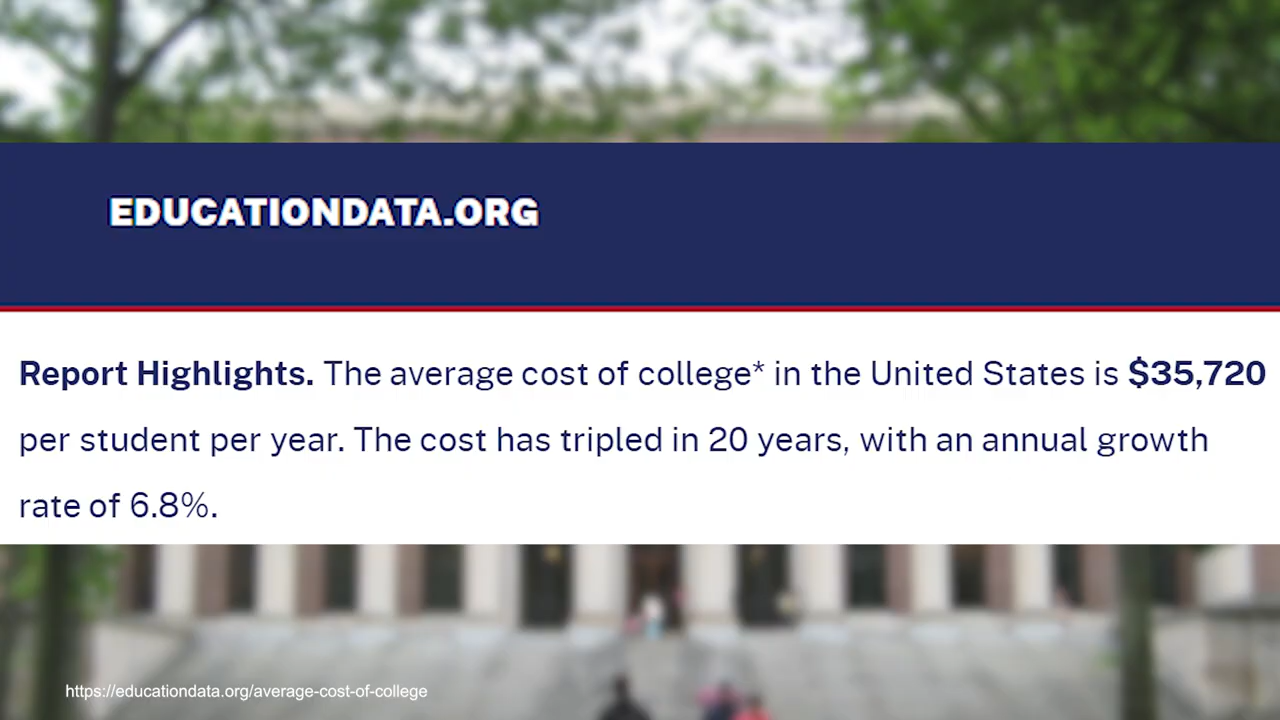 EDUCATIONDATA.ORG
Report Highlights. The average cost of college* in the United States is $35,720
per student per year. The cost has tripled in 20 years, with an annual growth
rate of 6.8%.
https://educationdata.org/average-cost-of-college